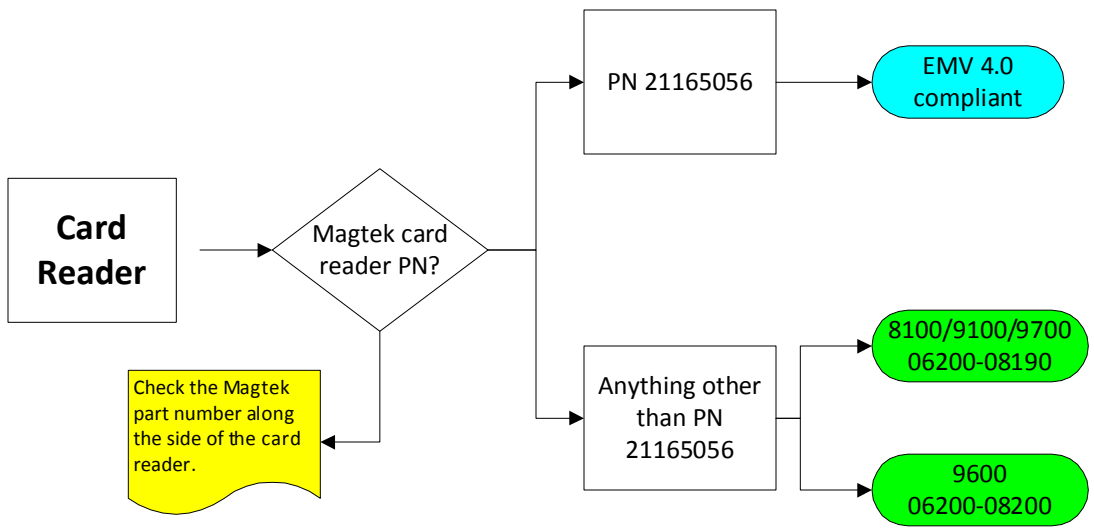 Card
Reader
Magtek card
reader PN?
Check the Magtek
part number along
the side of the card
reader.
PN 21165056
EMV 4.0
compliant
Anything other
than PN
21165056
8100/9100/9700
06200-08190
9600
06200-08200